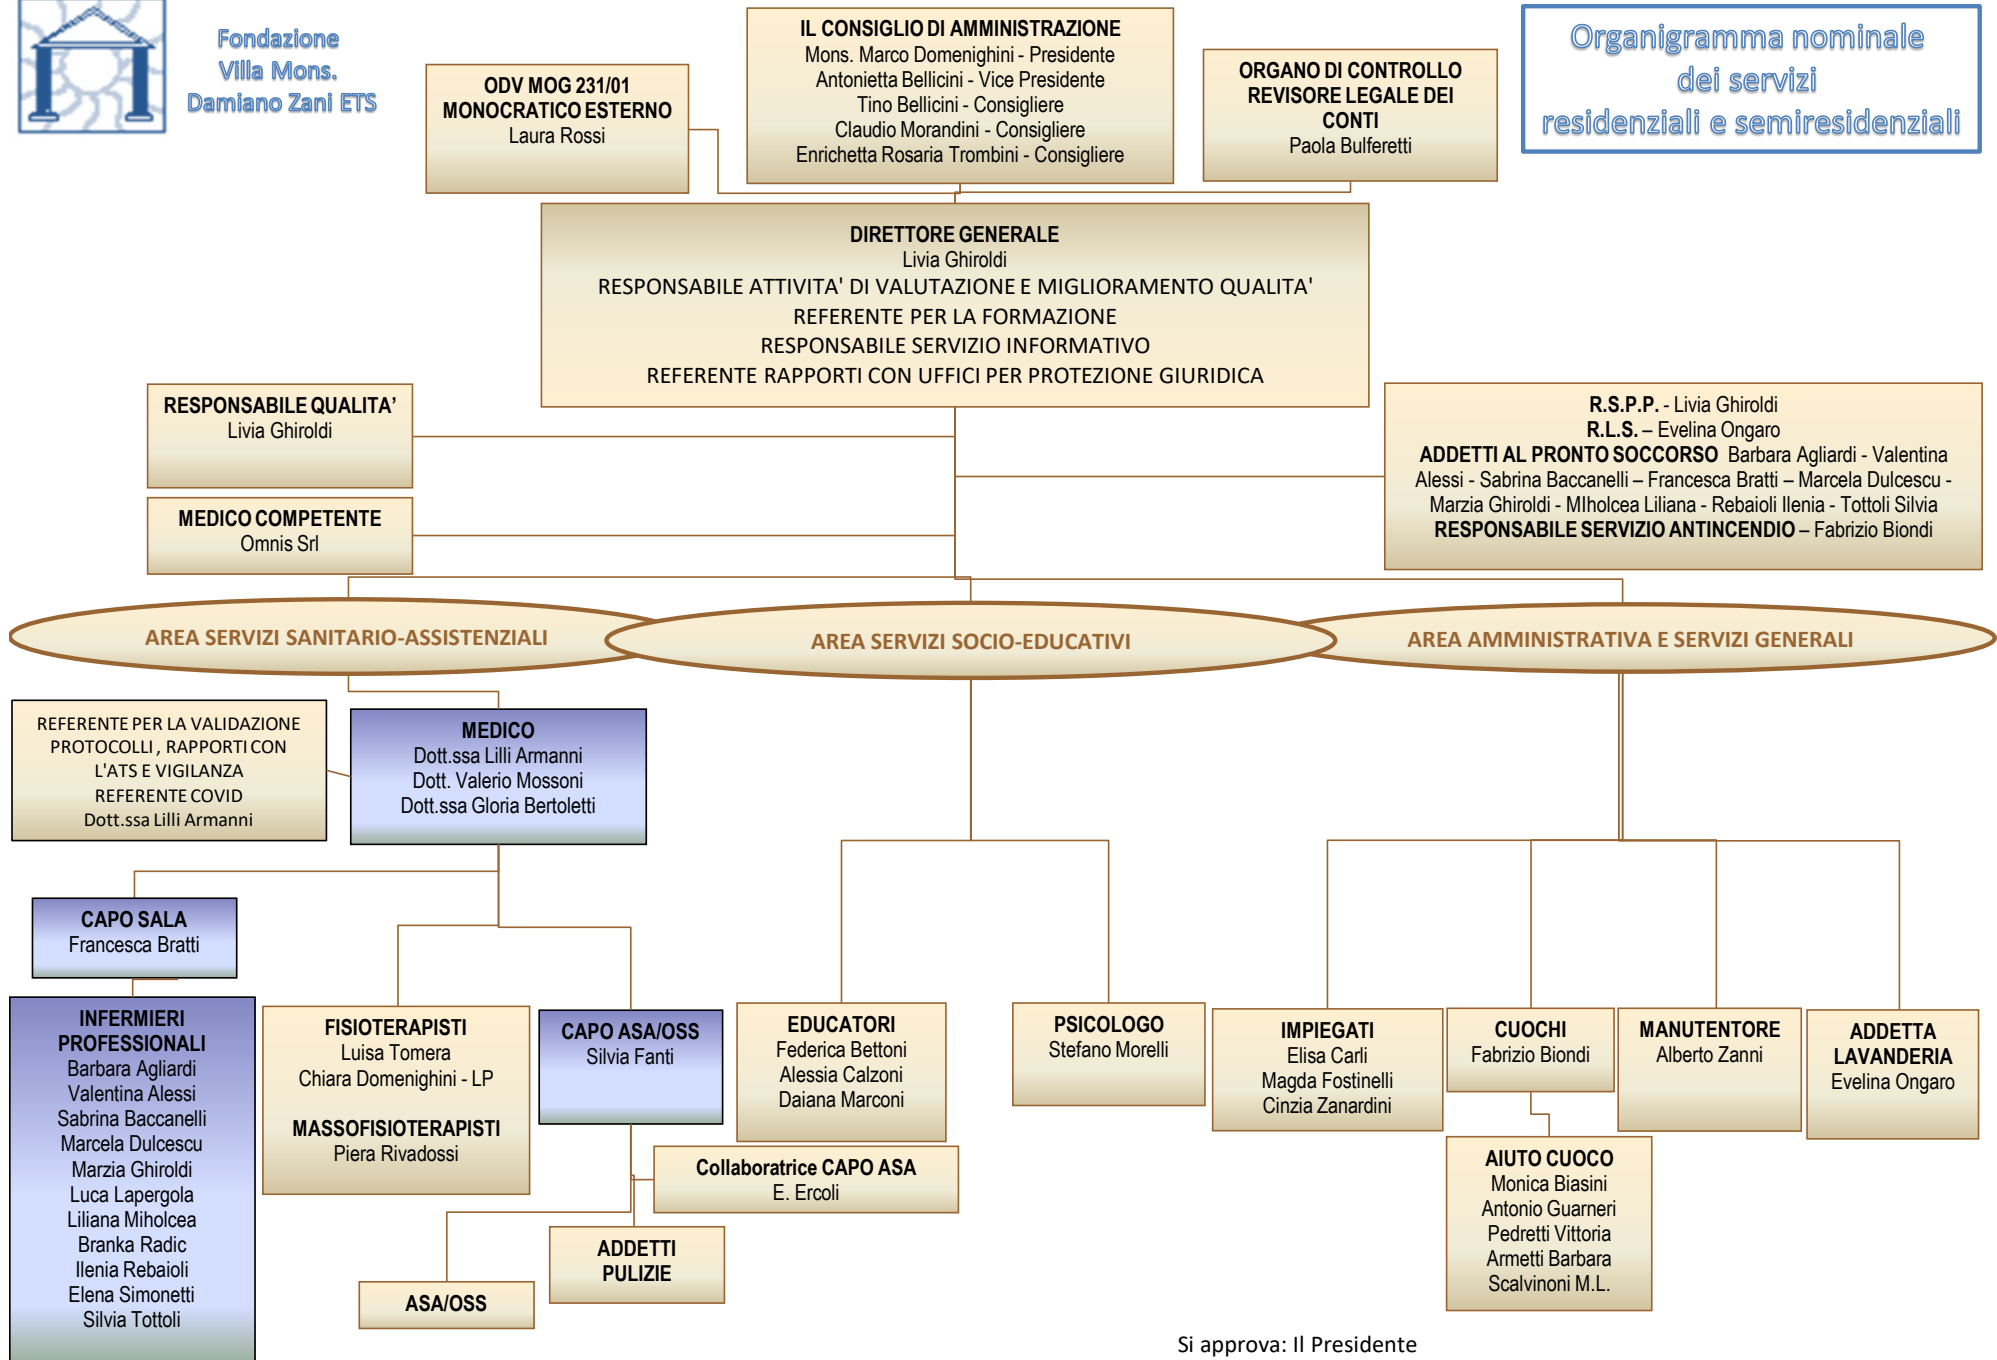 Fondazione
Villa Mons.
Damiano Zani ETS
ODV MOG 231/01
MONOCRATICO ESTERNO
Laura Rossi
IL CONSIGLIO DI AMMINISTRAZIONE
Mons. Marco Domenighini - Presidente
Antonietta Bellicini - Vice Presidente
Tino Bellicini - Consigliere
Claudio Morandini - Consigliere
Enrichetta Rosaria Trombini - Consigliere
ORGANO DI CONTROLLO
REVISORE LEGALE DEI
CONTI
Paola Bulferetti
Organigramma nominale
dei servizi
residenziali e semiresidenziali
DIRETTORE GENERALE
Livia Ghiroldi
RESPONSABILE ATTIVITA' DI VALUTAZIONE E MIGLIORAMENTO QUALITA'
REFERENTE PER LA FORMAZIONE
RESPONSABILE SERVIZIO INFORMATIVO
REFERENTE RAPPORTI CON UFFICI PER PROTEZIONE GIURIDICA
RESPONSABILE QUALITA’
Livia Ghiroldi
MEDICO COMPETENTE
Omnis Srl
R.S.P.P. - Livia Ghiroldi
R.L.S. – Evelina Ongaro
ADDETTI AL PRONTO SOCCORSO Barbara Agliardi - Valentina
Alessi - Sabrina Baccanelli – Francesca Bratti – Marcela Dulcescu -
Marzia Ghiroldi - MIholcea Liliana - Rebaioli Ilenia - Tottoli Silvia
RESPONSABILE SERVIZIO ANTINCENDIO – Fabrizio Biondi
AREA SERVIZI SANITARIO-ASSISTENZIALI
AREA SERVIZI SOCIO-EDUCATIVI
AREA AMMINISTRATIVA E SERVIZI GENERALI
REFERENTE PER LA VALIDAZIONE
PROTOCOLLI , RAPPORTI CON
L'ATS E VIGILANZA
REFERENTE COVID
Dott.ssa Lilli Armanni
MEDICO
Dott.ssa Lilli Armanni
Dott. Valerio Mossoni
Dott.ssa Gloria Bertoletti
CAPO SALA
Francesca Bratti
INFERMIERI
PROFESSIONALI
Barbara Agliardi
Valentina Alessi
Sabrina Baccanelli
Marcela Dulcescu
Marzia Ghiroldi
Luca Lapergola
Liliana Miholcea
Branka Radic
Ilenia Rebaioli
Elena Simonetti
Silvia Tottoli
FISIOTERAPISTI
Luisa Tomera
Chiara Domenighini - LP
MASSOFISIOTERAPISTI
Piera Rivadossi
CAPO ASA/OSS
Silvia Fanti
Collaboratrice CAPO ASA
E. Ercoli
ASA/OSS
ADDETTI
PULIZIE
EDUCATORI
Federica Bettoni
Alessia Calzoni
Daiana Marconi
PSICOLOGO
Stefano Morelli
IMPIEGATI
Elisa Carli
Magda Fostinelli
Cinzia Zanardini
CUOCHI
Fabrizio Biondi
AIUTO CUOCO
Monica Biasini
Antonio Guarneri
Pedretti Vittoria
Armetti Barbara
Scalvinoni M.L.
MANUTENTORE
Alberto Zanni
ADDETTA
LAVANDERIA
Evelina Ongaro
Si approva: Il Presidente